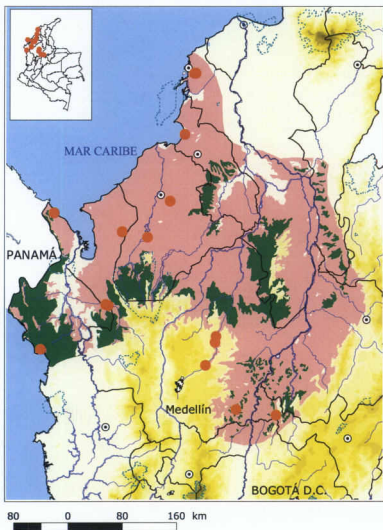 MAR CARIBE
PANAMÁ
Medellín
BOGOTÁ D.C.
80 0 80 160 km